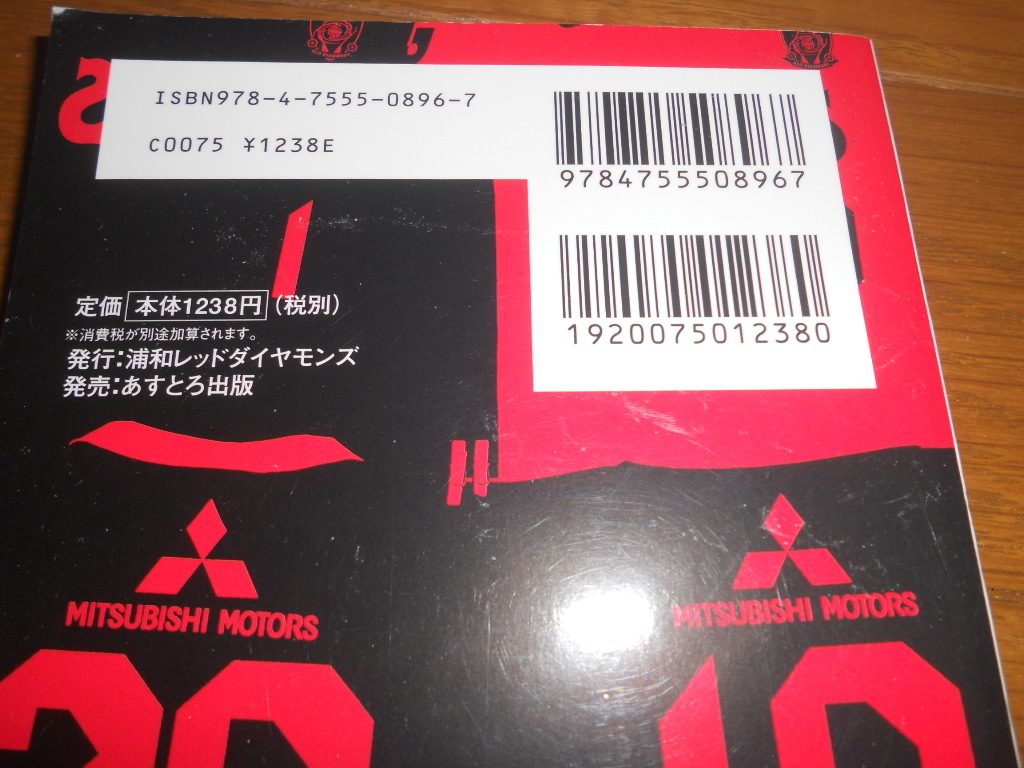 ISBN978-4-7555-0896-7
C0075 ¥1238E
9784755508967
1920075012380
定価 本体1238円 (税別)
※消費税が別途加算されます。
発行:浦和レッドダイヤモンズ
発売:あすとろ出版
MITSUBISHI MOTORS
MITSUBISHI MOTORS